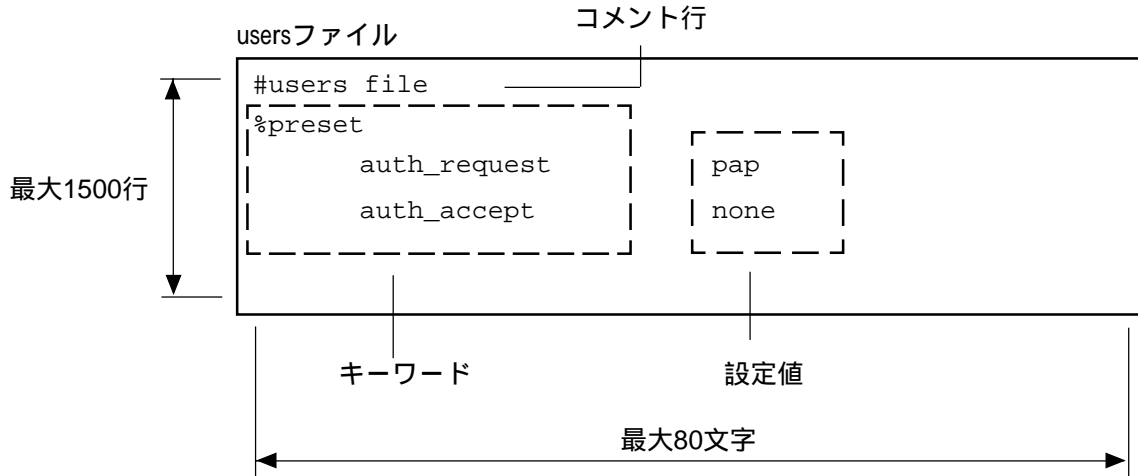 コメント行
usersファイル
#users file
%preset
auth_request pap
auth_accept none
最大1500行
キーワード 設定値
最大80文字